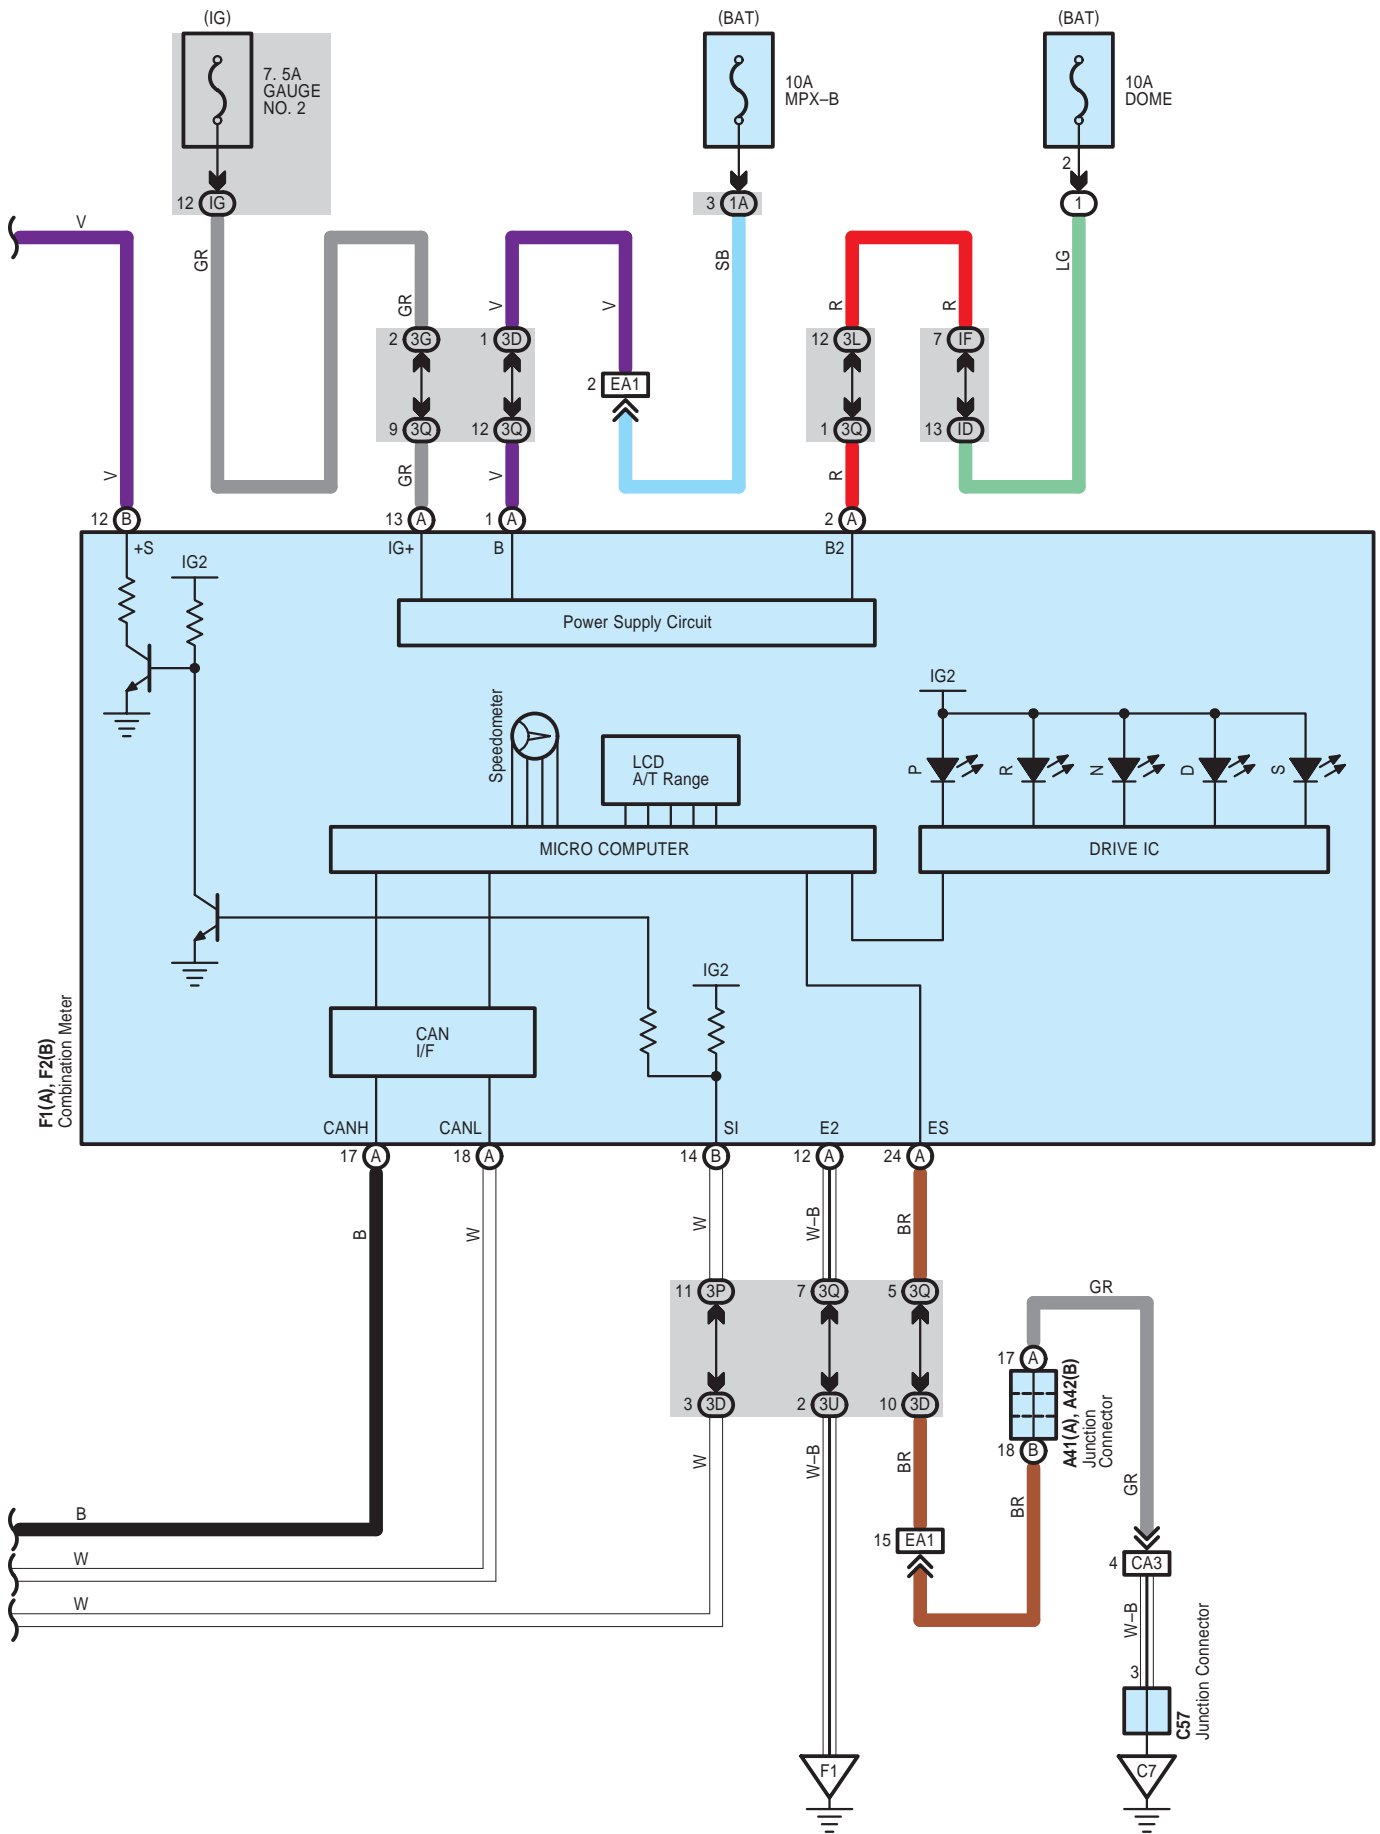 (IG)
(BAT)
(BAT)
7. 5A
GAUGE
NO. 2
10A
MPX–B
10A
DOME
2
12 IG
3 1A
1
V
GR
SB
LG
GR
V
V
R
R
2 3G
1 3D
12 3L
7 IF
2 EA1
9 3Q
12 3Q
1 3Q
13 ID
V
GR
V
R
12 B
13 A
1 A
2 A
+S
IG+
B
B2
IG2
Power Supply Circuit
IG2
Speedometer
LCD
A/T Range
P
R
N
D
S
MICRO COMPUTER
DRIVE IC
IG2
CAN
I/F
F1(A), F2(B)
Combination Meter
CANH
CANL
SI
E2
ES
17 A
18 A
14 B
12 A
24 A
B
W
W
W–B
BR
11 3P
7 3Q
5 3Q
GR
17 A
3 3D
2 3U
10 3D
A41(A), A42(B)
Junction
Connector
18 B
W
W–B
BR
BR
GR
B
15 EA1
W
4 CA3
W
W–B
3
C57
Junction Connector
F1
C7